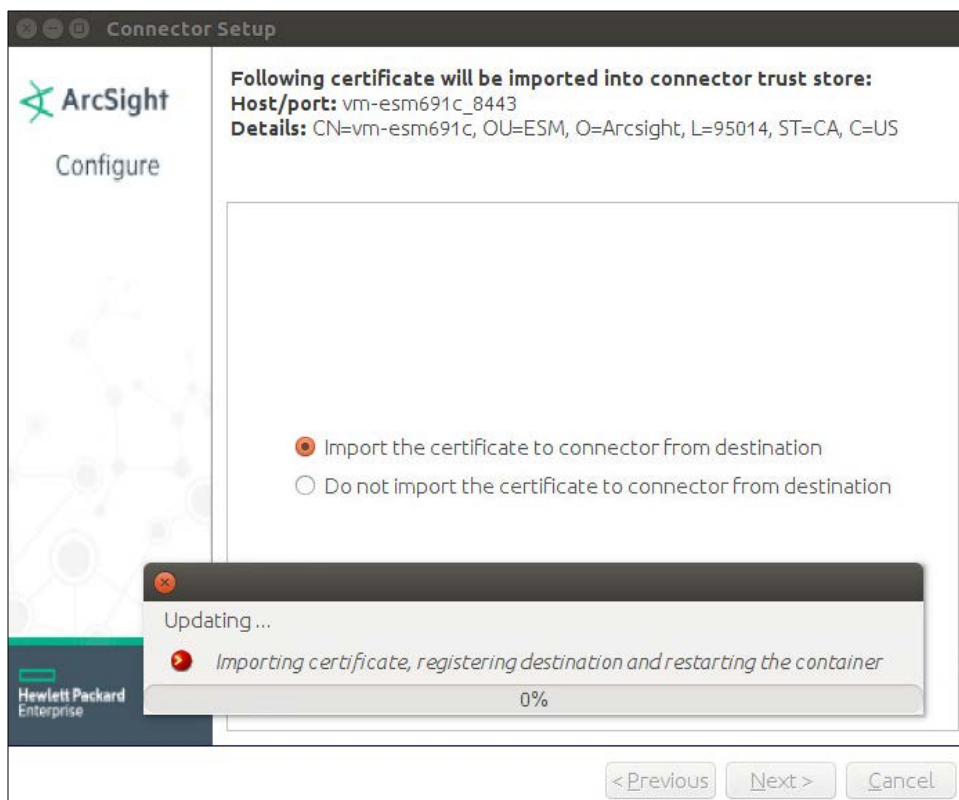 Connector Setup
ArcSight
Configure
Following certificate will be imported into connector trust store:
Host/port: vm-esm691c_8443
Details: CN=vm-esm691c, OU=ESM, O=Arcsight, L=95014, ST=CA, C=US
Import the certificate to connector from destination
Do not import the certificate to connector from destination
Updating ...
Importing certificate, registering destination and restarting the container
0%
Hewlett Packard
Enterprise
< Previous
Next >
Cancel